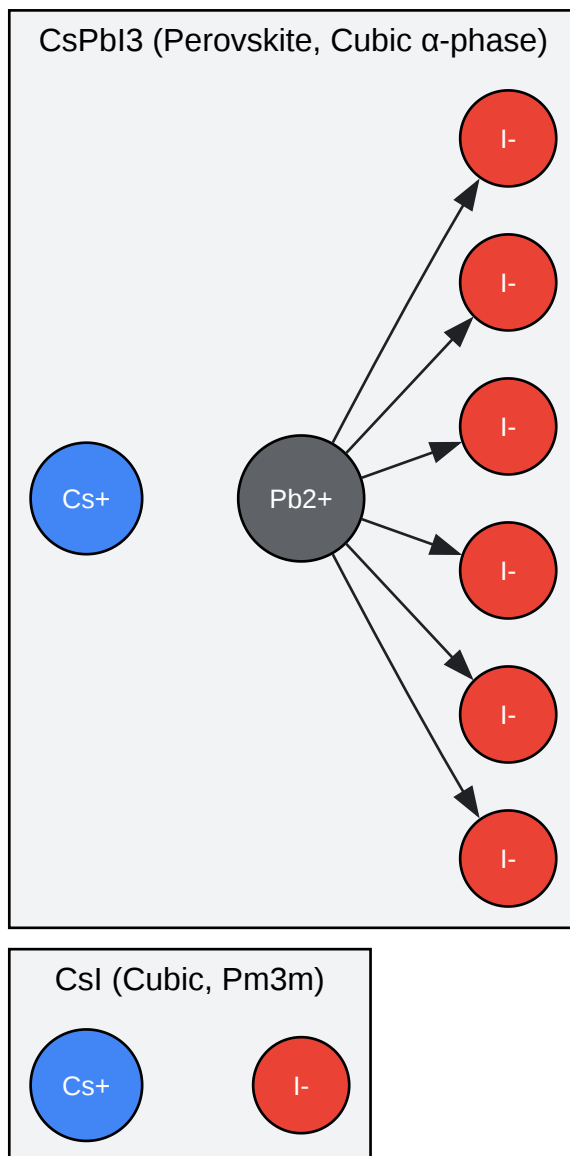 CsPbI3 (Perovskite, Cubic α-phase)
I-
I-
I-
Cs+
Pb2+
I-
I-
I-
CsI (Cubic, Pm3m)
Cs+
I-